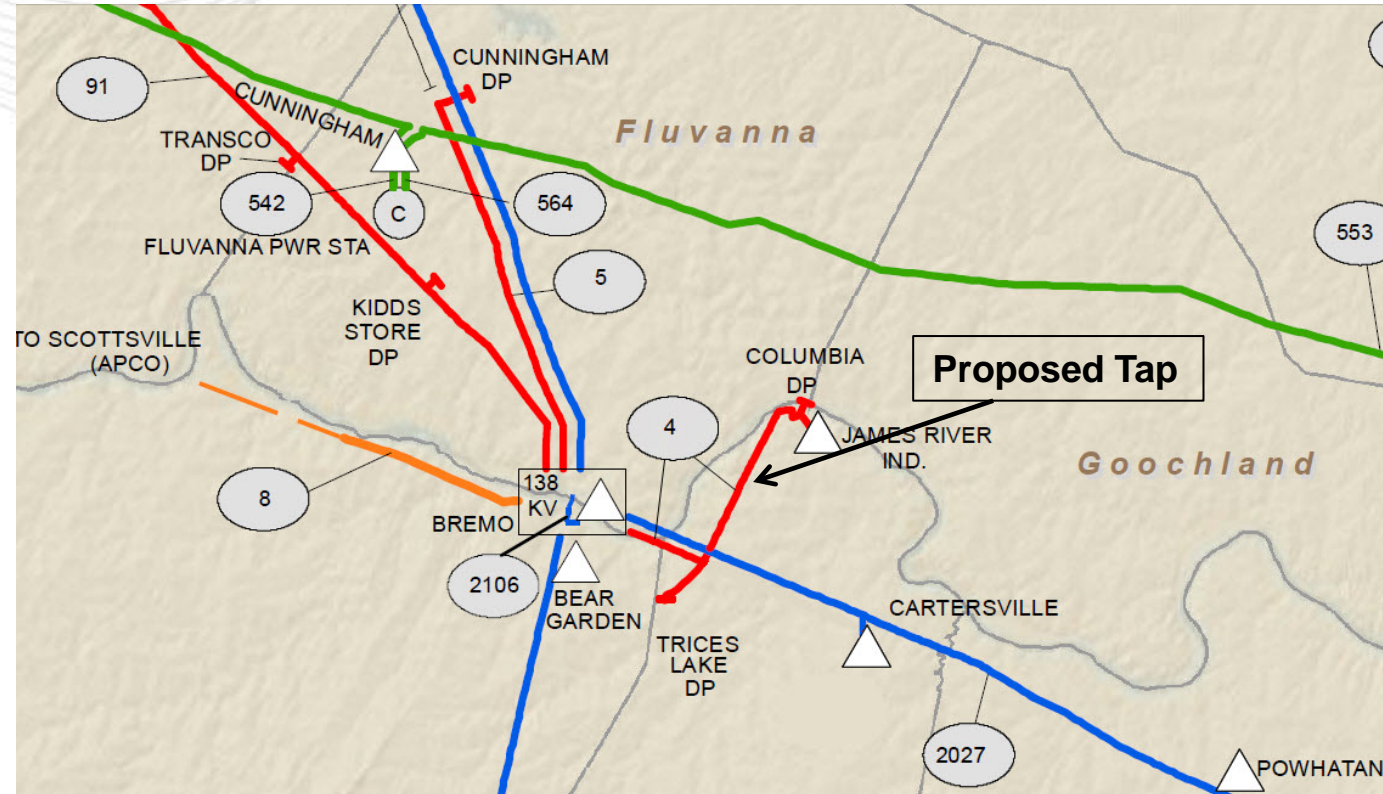 CUNNINGHAM
DP
91
CUNNINGHAM
Fluvanna
TRANSCO
DP
542
C
564
553
FLUVANNA PWR STA
5
KIDDS
STORE
DP
TO SCOTTSVILLE
(APCO)
COLUMBIA
DP
Proposed Tap
4
JAMES RIVER
IND.
Goochland
8
138
KV
BREMO
2106
BEAR
GARDEN
CARTERSVILLE
TRICES
LAKE
DP
2027
POWHATAN